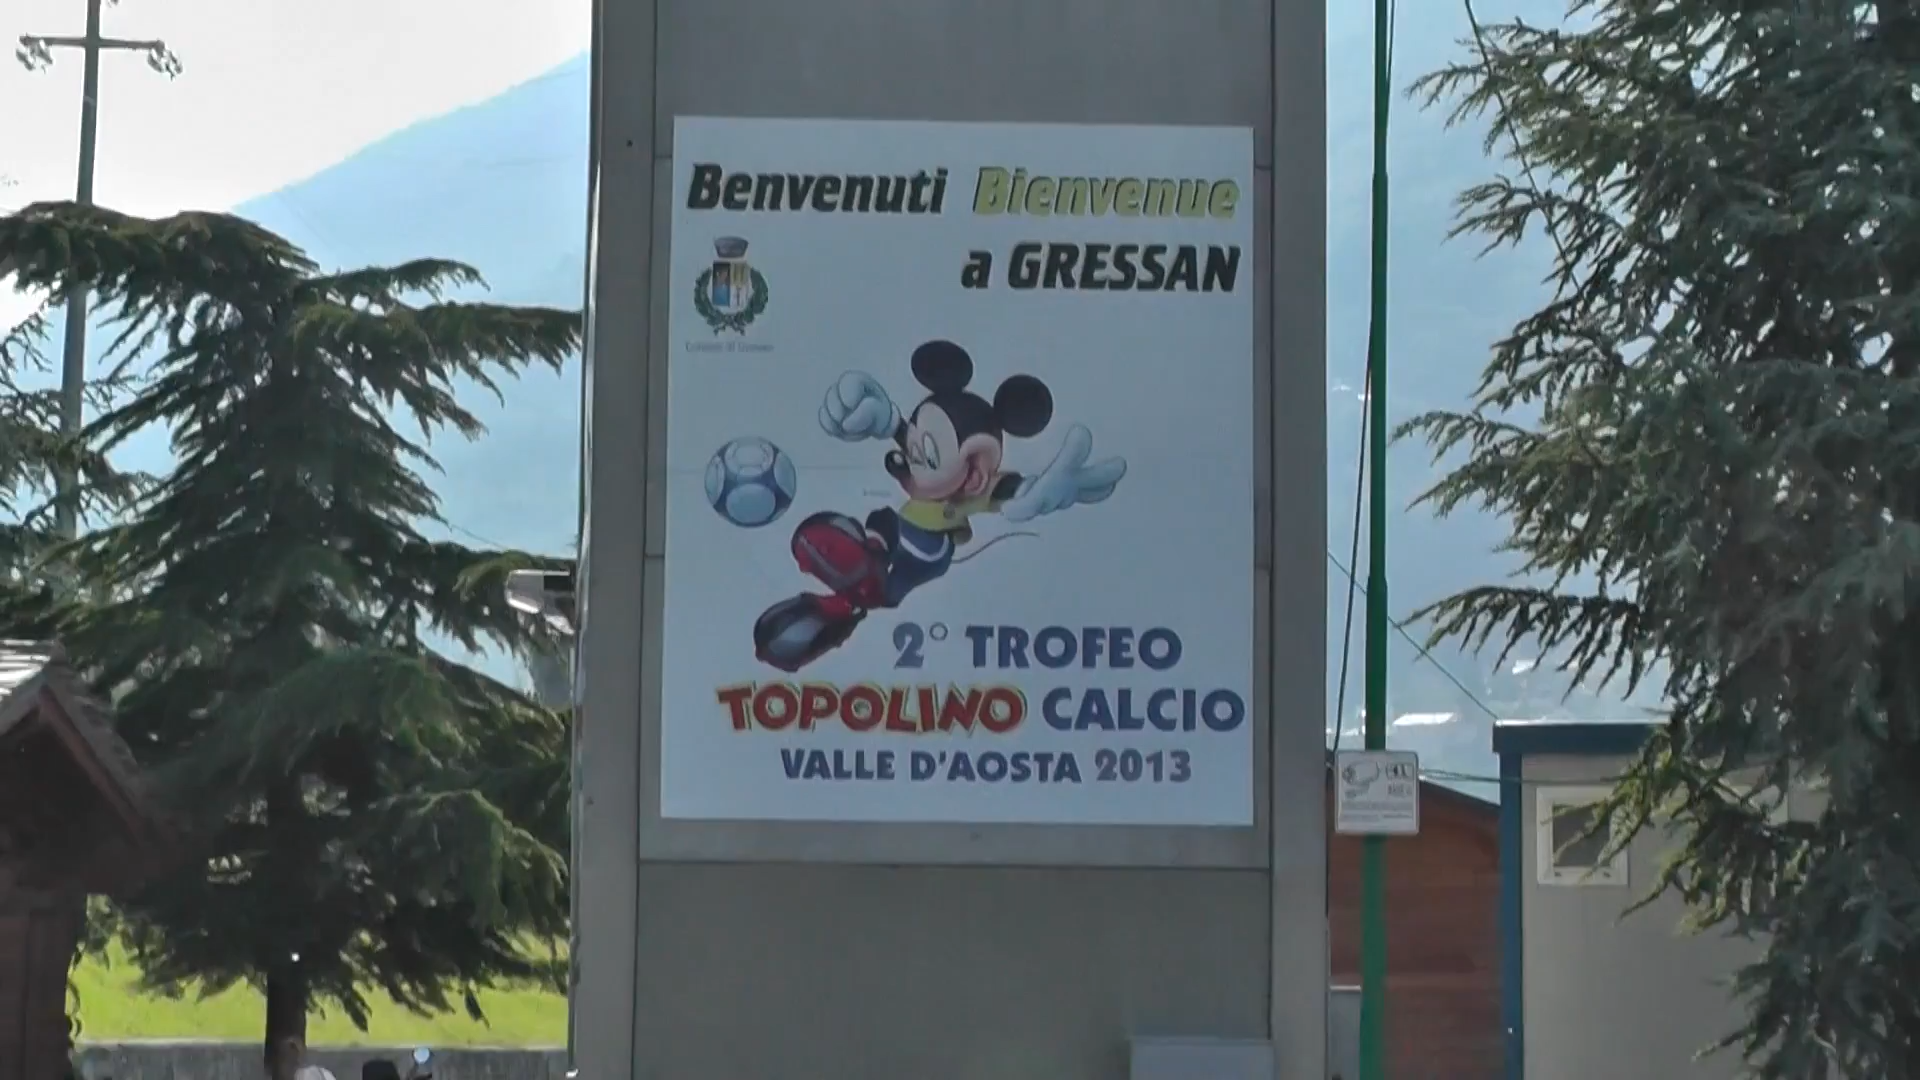 Benvenuti Bienvenue
a GRESSAN
2° TROFEO
TOPOLINO CALCIO
VALLE D'AOSTA 2013